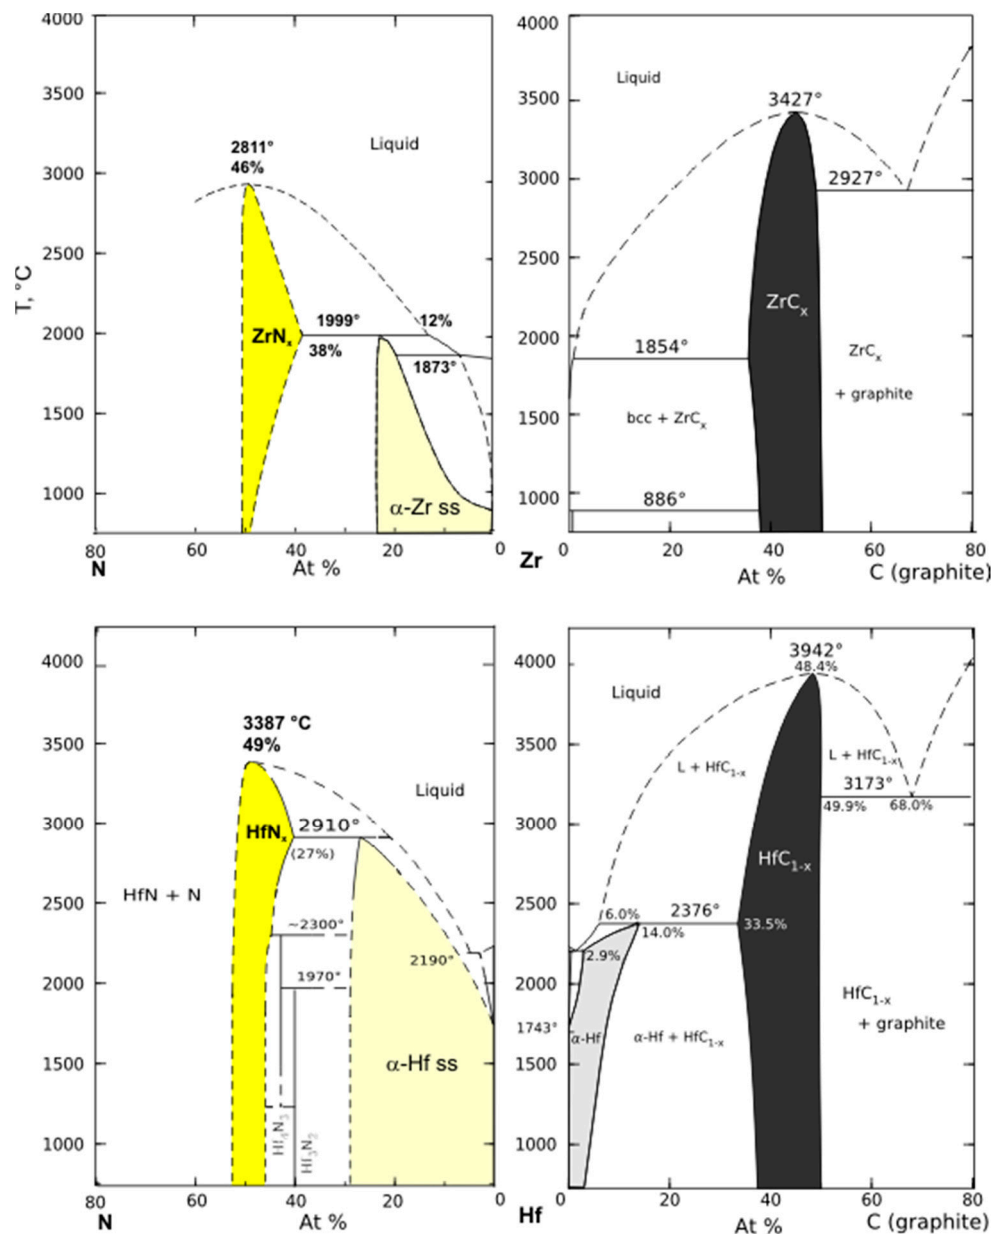 4000
3500
3000
2500
2000
1500
1000
T, °C
2811°
46%
Liquid
ZrNₓ
1999°
12%
38%
1873°
α-Zr ss
80
60
40
20
0
N
At %
4000
3500
3000
2500
2000
1500
1000
Liquid
3427°
2927°
ZrCₓ
1854°
ZrCₓ
+ graphite
bcc + ZrCₓ
886°
0
20
40
60
80
Zr
At %
C (graphite)
4000
3500
3000
2500
2000
1500
1000
3387 °C
49%
Liquid
HfNₓ
2910°
(27%)
HfN + N
~2300°
1970°
2190°
α-Hf ss
Hf₄N₃
Hf₃N₂
80
60
40
20
0
N
At %
4000
3500
3000
2500
2000
1500
1000
3942°
48.4%
Liquid
L + HfC₁₋ₓ
L + HfC₁₋ₓ
3173°
49.9%
68.0%
HfC₁₋ₓ
6.0%
2376°
14.0%
33.5%
2.9%
1743°
α-Hf
α-Hf + HfC₁₋ₓ
HfC₁₋ₓ
+ graphite
0
20
40
60
80
Hf
At %
C (graphite)